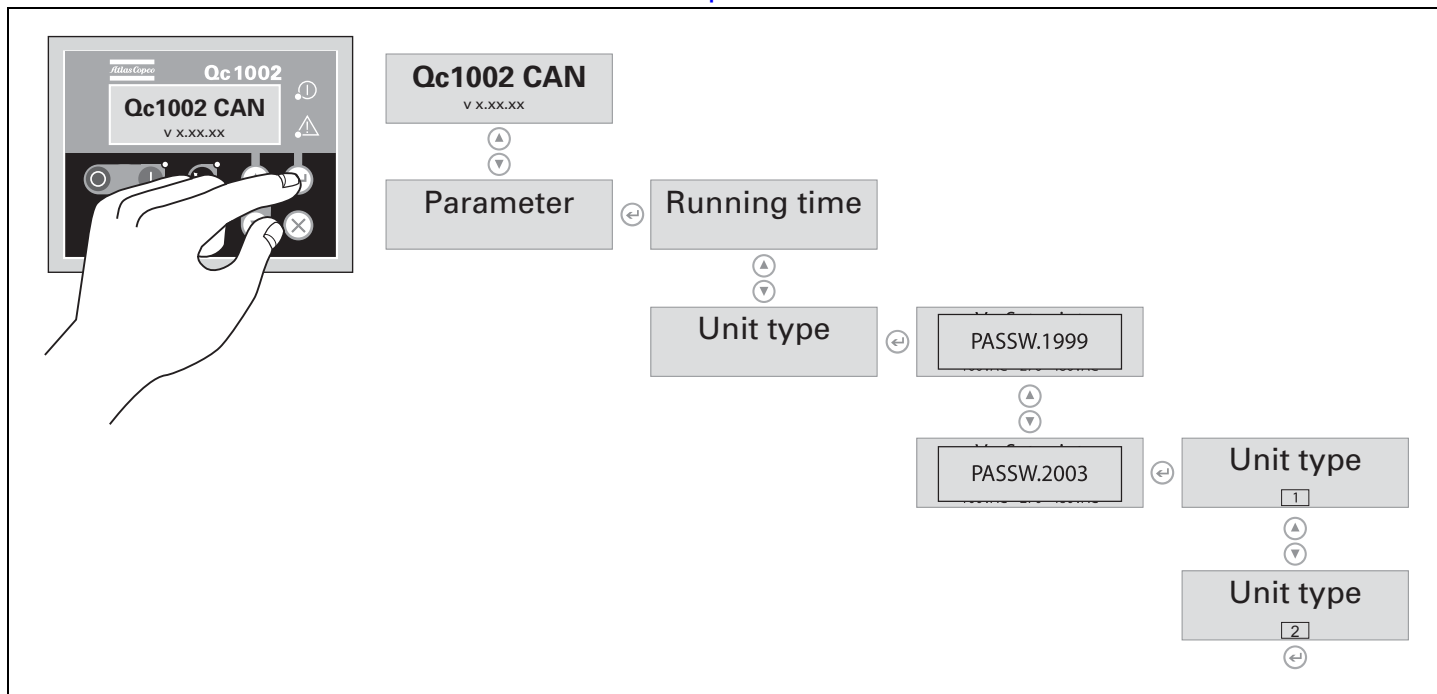 Atlas Copco
Qc1002
Qc1002 CAN
v x.xx.xx
Qc1002 CAN
v x.xx.xx
Parameter
Running time
Unit type
PASSW.1999
PASSW.2003
Unit type
1
Unit type
2